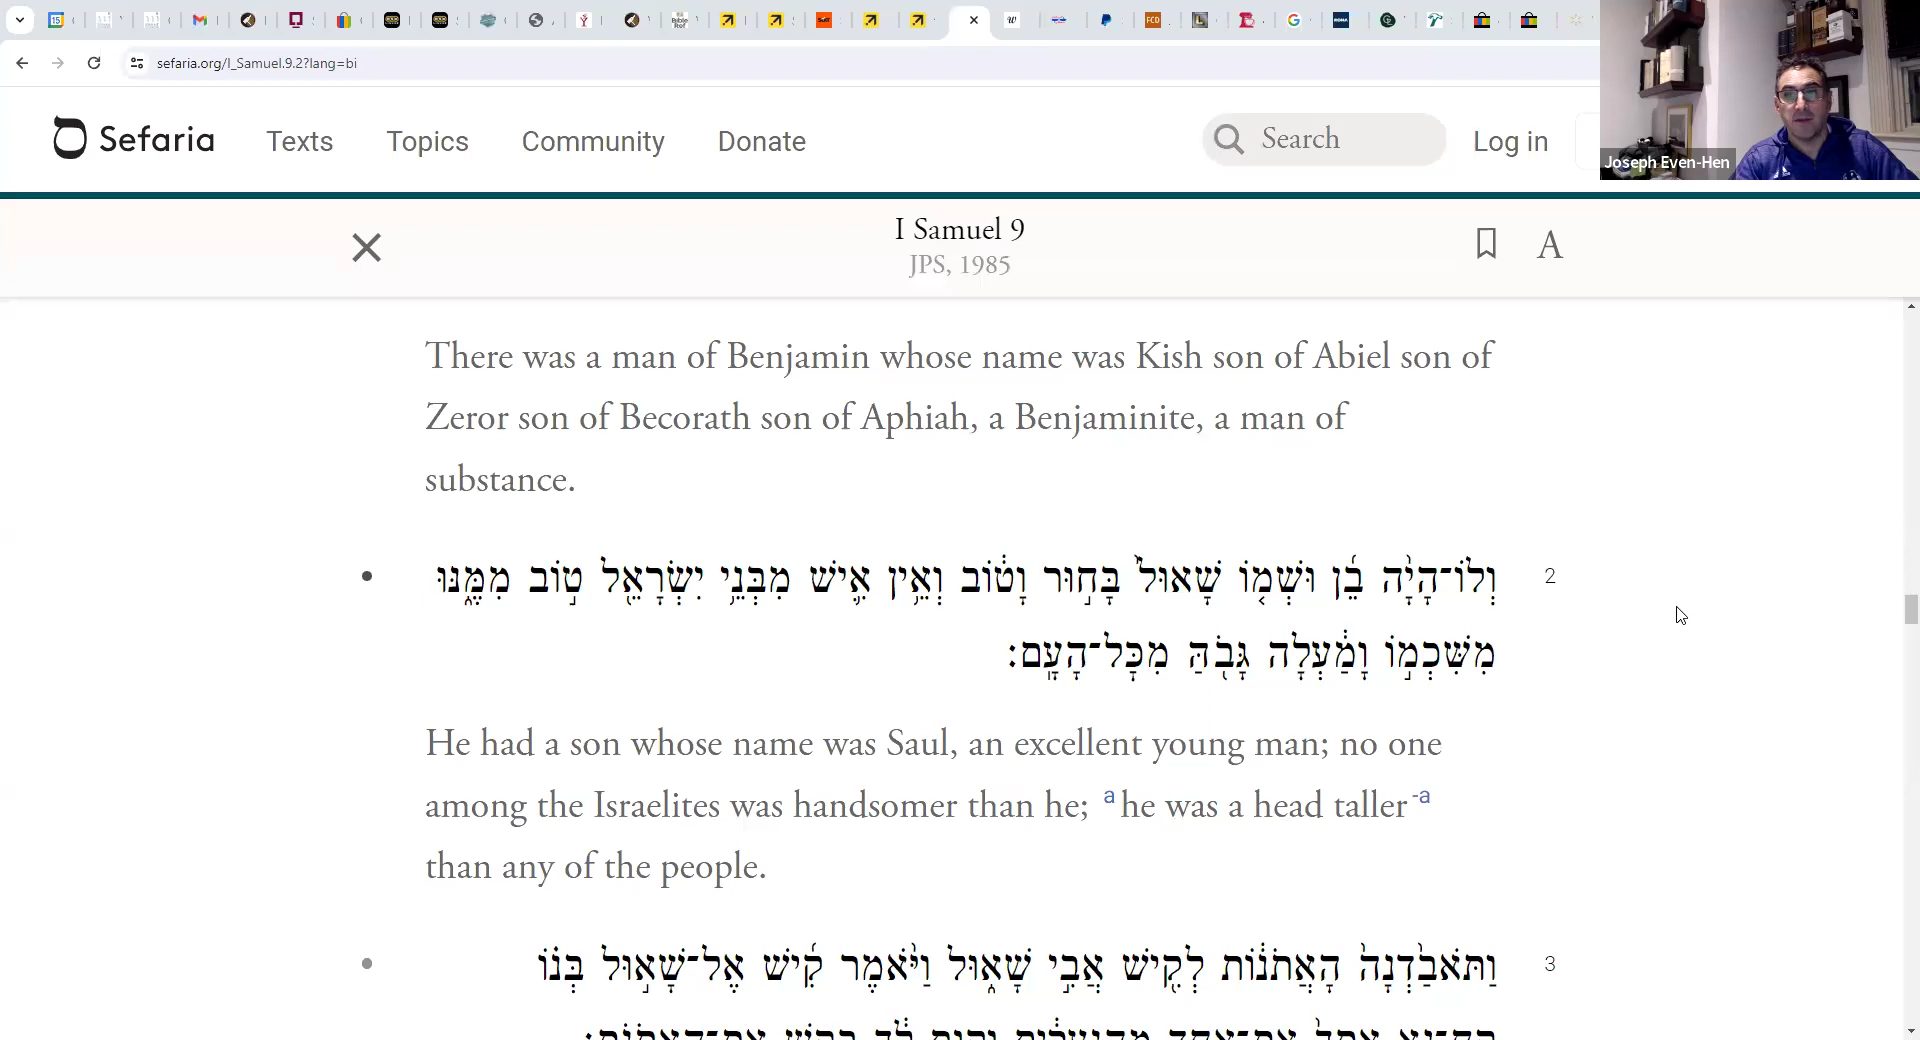 sefaria.org/I_Samuel.9.2?lang=bi
Sefaria Texts Topics Community Donate Search Log in
Joseph Even-Hen
I Samuel 9
JPS, 1985
A
There was a man of Benjamin whose name was Kish son of Abiel son of
Zeror son of Becorath son of Aphiah, a Benjaminite, a man of
substance.
וְלוֹ־הָיָ֨ה בֵ֜ן וּשְׁמ֤וֹ שָׁאוּל֙ בָּח֣וּר וָט֔וֹב וְאֵ֥ין אִ֛ישׁ מִבְּנֵ֥י יִשְׂרָאֵ֖ל ט֣וֹב מִמֶּ֑נּוּ
2
מִשִּׁכְמ֣וֹ וָמַ֔עְלָה גָּבֹ֖הַּ מִכׇּל־הָעָֽם׃
He had a son whose name was Saul, an excellent young man; no one
among the Israelites was handsomer than he; a he was a head taller -a
than any of the people.
וַתֹּאבַ֙דְנָה֙ הָאֲתֹנ֔וֹת לְקִ֖ישׁ אֲבִ֣י שָׁא֑וּל וַיֹּ֨אמֶר קִ֜ישׁ אֶל־שָׁא֣וּל בְּנ֗וֹ
3